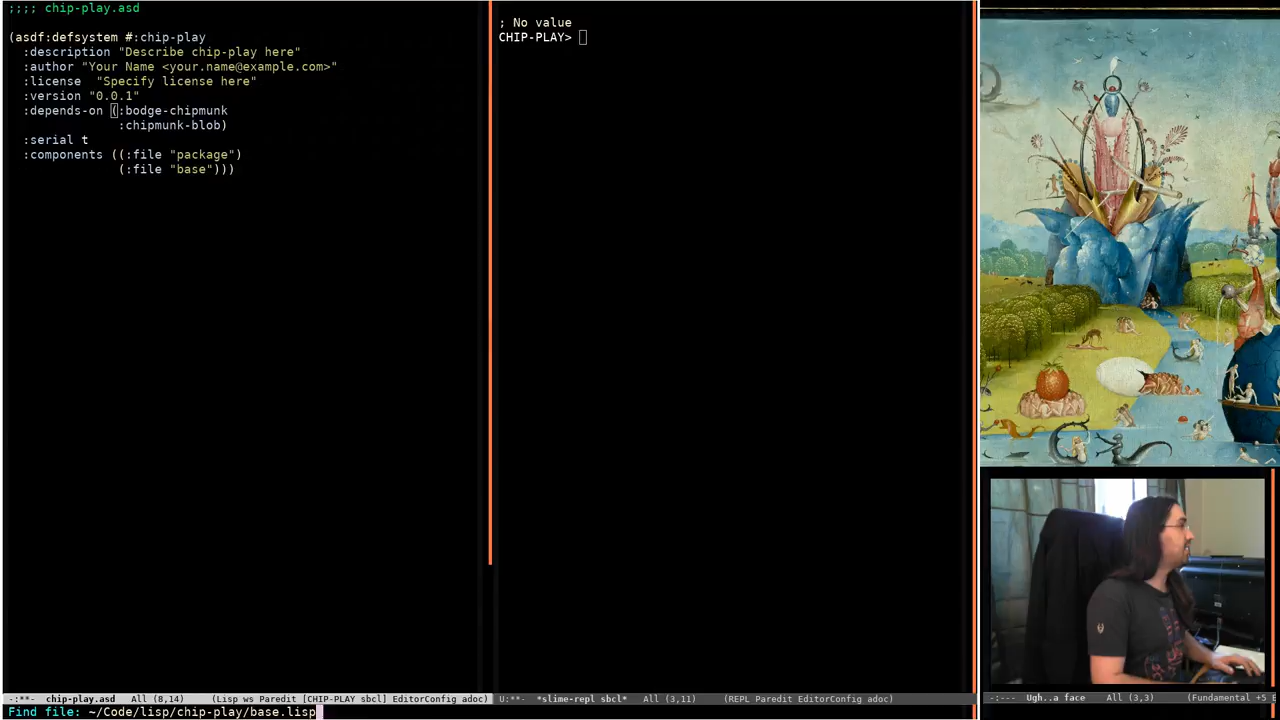 ;;;; chip-play.asd
(asdf:defsystem #:chip-play
:description "Describe chip-play here"
:author "Your Name <your.name@example.com>"
:license  "Specify license here"
:version "0.0.1"
:depends-on (:bodge-chipmunk
:chipmunk-blob)
:serial t
:components ((:file "package")
(:file "base")))
; No value
CHIP-PLAY>
-:**-  chip-play.asd   All (8,14)   (Lisp ws Paredit [CHIP-PLAY sbcl] EditorConfig adoc)
U:**-  *slime-repl sbcl*   All (3,11)   (REPL Paredit EditorConfig adoc)
-:---  Ugh..a face   All (3,3)   (Fundamental +5 E
Find file: ~/Code/lisp/chip-play/base.lisp